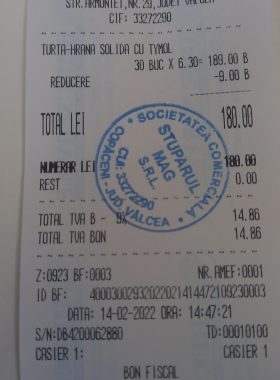 STR. ARMONIEI, NR. 29, JUDET VALCEA
CIF: 33272290
TURTA-HRANA SOLIDA CU TYMOL
30 BUC X 6.30= 189.00 B
REDUCERE -9.00 B
TOTAL LEI 180.00
NUMERAR LEI 180.00
REST 0.00
TOTAL TVA B - 9% 14.86
TOTAL TVA BON 14.86
Z:0923 BF:0003 NR.AMEF:0001
ID BF: 40003002932022021414472109230003
DATA: 14-02-2022 ORA: 14:47:21
S/N:DB4200062880 TD:00010100
CASIER 1: CASIER 1
BON FISCAL
SOCIETATEA COMERCIALA
STUPARUL
MAG
S.R.L.
CUI 33272290
COPACENI - JUD. VÂLCEA